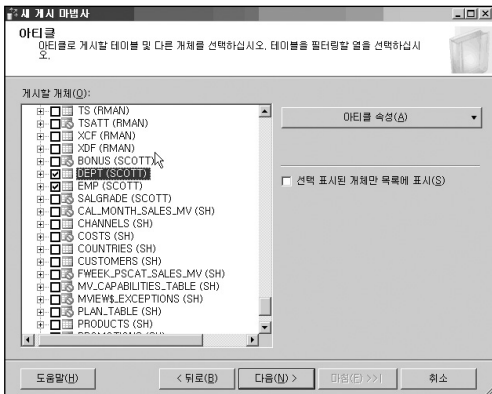 새 게시 마법사
아티클
아티클로 게시할 테이블 및 다른 개체를 선택하십시오. 테이블을 필터링할 열을 선택하십시
오.
게시할 개체(O):
TS (RMAN)
TSATT (RMAN)
XCF (RMAN)
XDF (RMAN)
BONUS (SCOTT)
DEPT (SCOTT)
EMP (SCOTT)
SALGRADE (SCOTT)
CAL_MONTH_SALES_MV (SH)
CHANNELS (SH)
COSTS (SH)
COUNTRIES (SH)
CUSTOMERS (SH)
FWEEK_PSCAT_SALES_MV (SH)
MV_CAPABILITIES_TABLE (SH)
MVIEW$_EXCEPTIONS (SH)
PLAN_TABLE (SH)
PRODUCTS (SH)
PROMOTIONS (SH)
아티클 속성(A)
선택 표시된 개체만 목록에 표시(S)
도움말(H)
< 뒤로(B)
다음(N) >
마침(F) >>|
취소